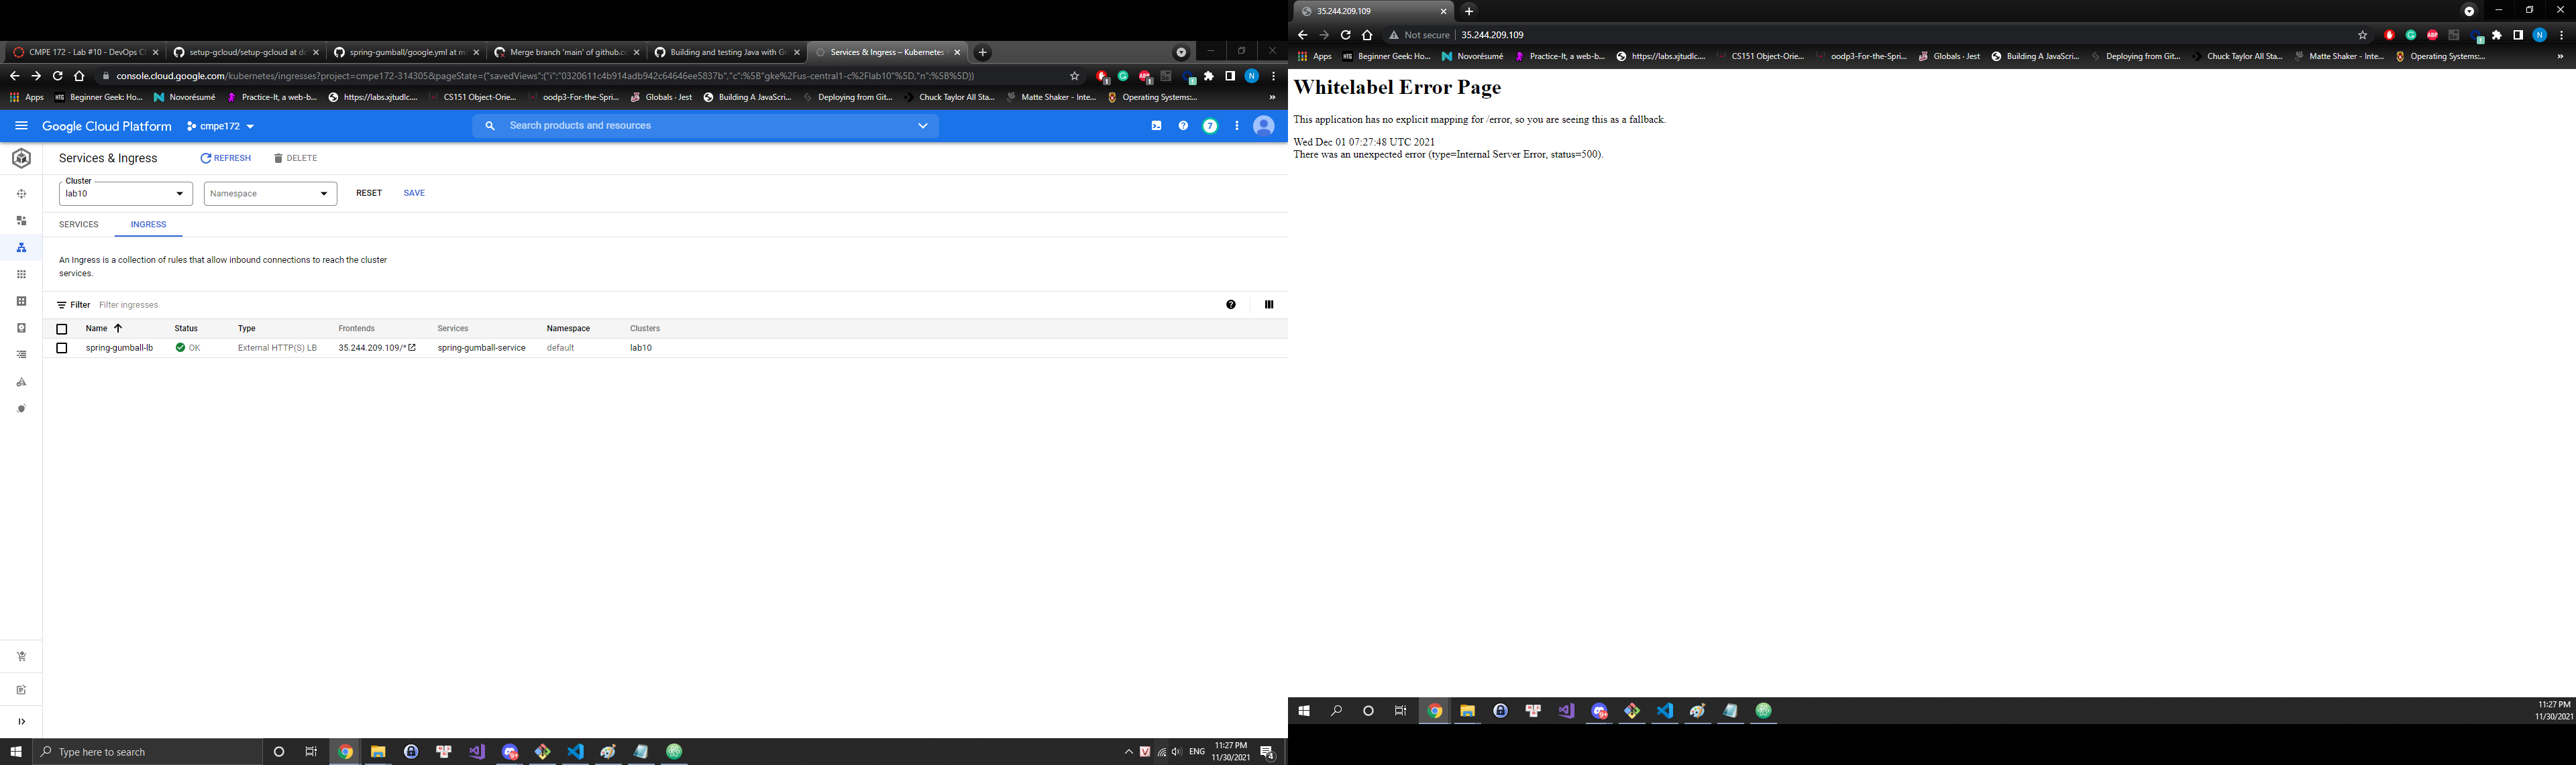 CMPE 172 - Lab #10 - DevOps C
setup-gcloud/setup-gcloud at
spring-gumball/google.yml at m
Merge branch 'main' of github.c
Building and testing Java with G
Services & Ingress – Kubernetes
console.cloud.google.com/kubernetes/ingresses?project=cmpe172-314305&pageState=("savedViews":("i":"0320611c4b914adb942c64646ee5837b","c":%5B"gke%2Fus-central1-c%2Flab10"%5D,"n":%5B%5D))
Apps
Beginner Geek: Ho...
Novorésumé
Practice-It, a web-b...
https://labs.xjtudlc....
CS151 Object-Orie...
oodp3-For-the-Spri...
Globals · Jest
Building A JavaScri...
Deploying from Git...
Chuck Taylor All Sta...
Matte Shaker - Inte...
Operating Systems:...
»
Google Cloud Platform
cmpe172
Search products and resources
7
Services & Ingress
REFRESH
DELETE
Cluster
lab10
Namespace
RESET
SAVE
SERVICES
INGRESS
An Ingress is a collection of rules that allow inbound connections to reach the cluster
services.
Filter
Filter ingresses
Name Status Type Frontends Services Namespace Clusters
spring-gumball-lb OK External HTTP(S) LB 35.244.209.109/* spring-gumball-service default lab10
Type here to search
ENG
11:27 PM
11/30/2021
4
35.244.209.109
Not secure
35.244.209.109
N
Apps
Beginner Geek: Ho...
Novorésumé
Practice-It, a web-b...
https://labs.xjtudlc....
CS151 Object-Orie...
oodp3-For-the-Spri...
Globals · Jest
Building A JavaScri...
Deploying from Git...
Chuck Taylor All Sta...
Matte Shaker - Inte...
Operating Systems:...
»
Whitelabel Error Page
This application has no explicit mapping for /error, so you are seeing this as a fallback.
Wed Dec 01 07:27:48 UTC 2021
There was an unexpected error (type=Internal Server Error, status=500).
11:27 PM
11/30/2021